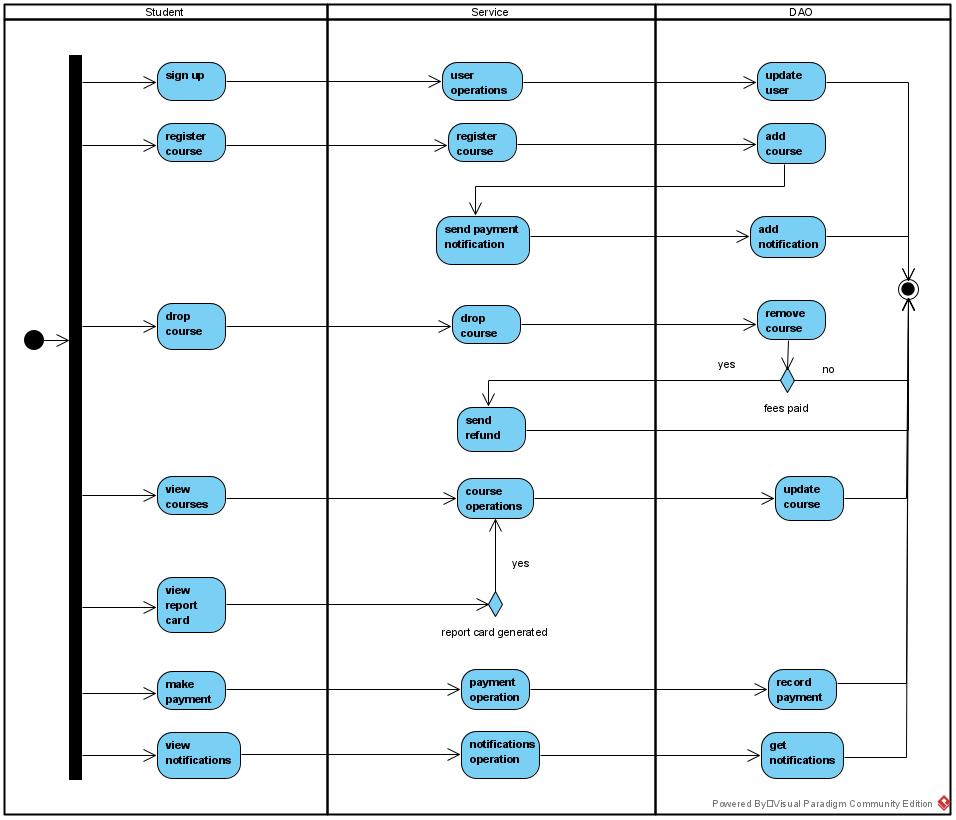 Student
Service
DAO
sign up
user
operations
update
user
register
course
register
course
add
course
send payment
notification
add
notification
drop
course
drop
course
remove
course
yes
no
fees paid
send
refund
view
courses
course
operations
update
course
yes
view
report
card
report card generated
make
payment
payment
operation
record
payment
view
notifications
notifications
operation
get
notifications
Powered By□Visual Paradigm Community Edition